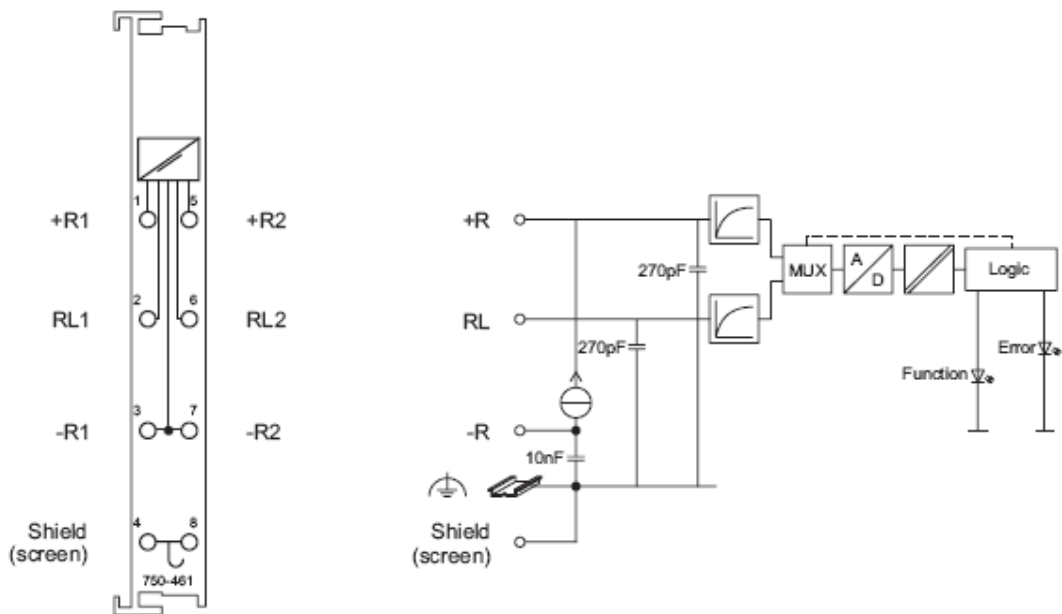 1 5
+R1 +R2
2 6
RL1 RL2
3 7
-R1 -R2
4 8
Shield
(screen)
750-461
+R
270pF
MUX
A
D
Logic
RL
270pF
Error
Function
-R
10nF
Shield
(screen)